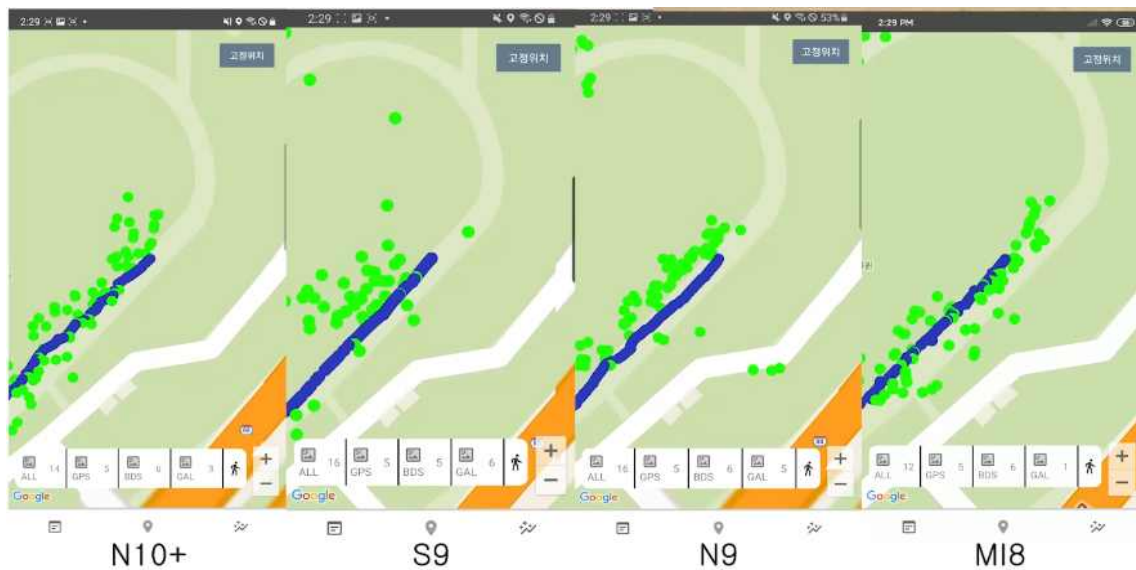 2:29
고정위치
ALL 14 GPS 5 BDS 6 GAL 3
Google
N10+
2:29
고정위치
ALL 16 GPS 5 BDS 5 GAL 6
Google
S9
2:29 53%
고정위치
ALL 16 GPS 5 BDS 6 GAL 5
Google
N9
2:29 PM
고정위치
ALL 12 GPS 5 BDS 6 GAL 1
Google
MI8